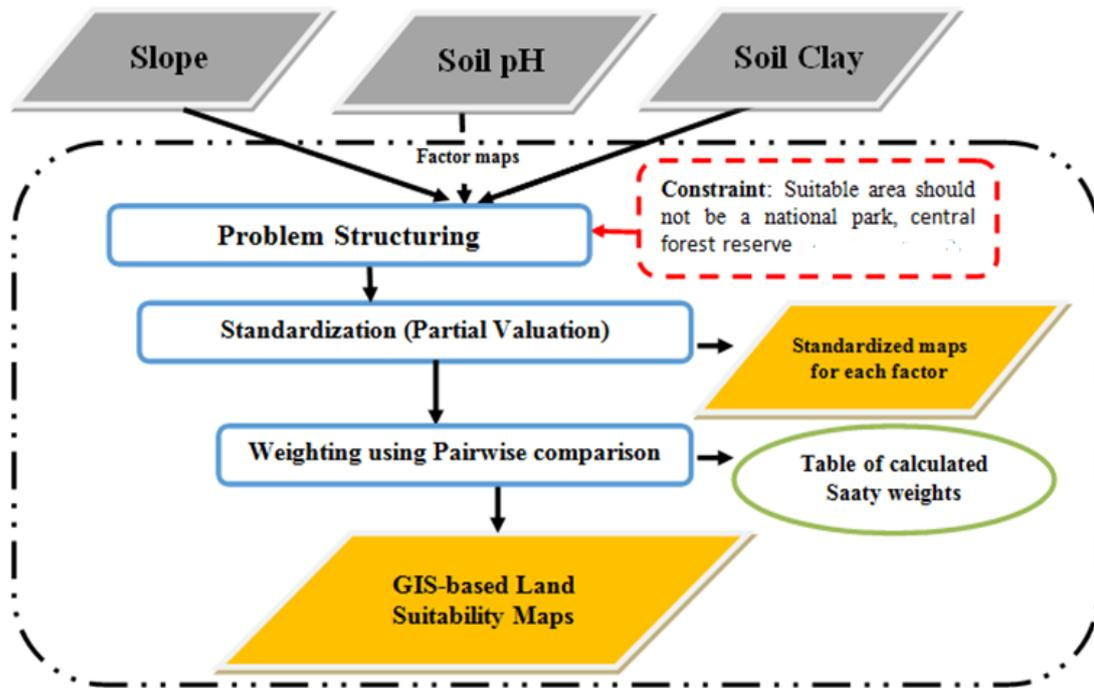 Slope
Soil pH
Soil Clay
Factor maps
Constraint: Suitable area should
not be a national park, central
forest reserve
Problem Structuring
Standardization (Partial Valuation)
Standardized maps
for each factor
Weighting using Pairwise comparison
Table of calculated
Saaty weights
GIS-based Land
Suitability Maps